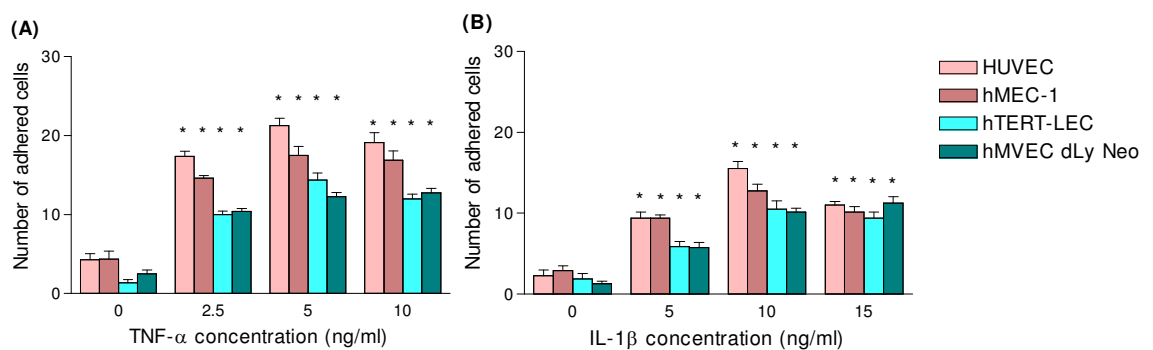 (A)
Number of adhered cells
30
20
10
0
* * * *
* * * *
* * * *
0 2.5 5 10
TNF-α concentration (ng/ml)
(B)
Number of adhered cells
30
20
10
0
* * * *
* * * *
* * * *
0 5 10 15
IL-1β concentration (ng/ml)
HUVEC
hMEC-1
hTERT-LEC
hMVEC dLy Neo